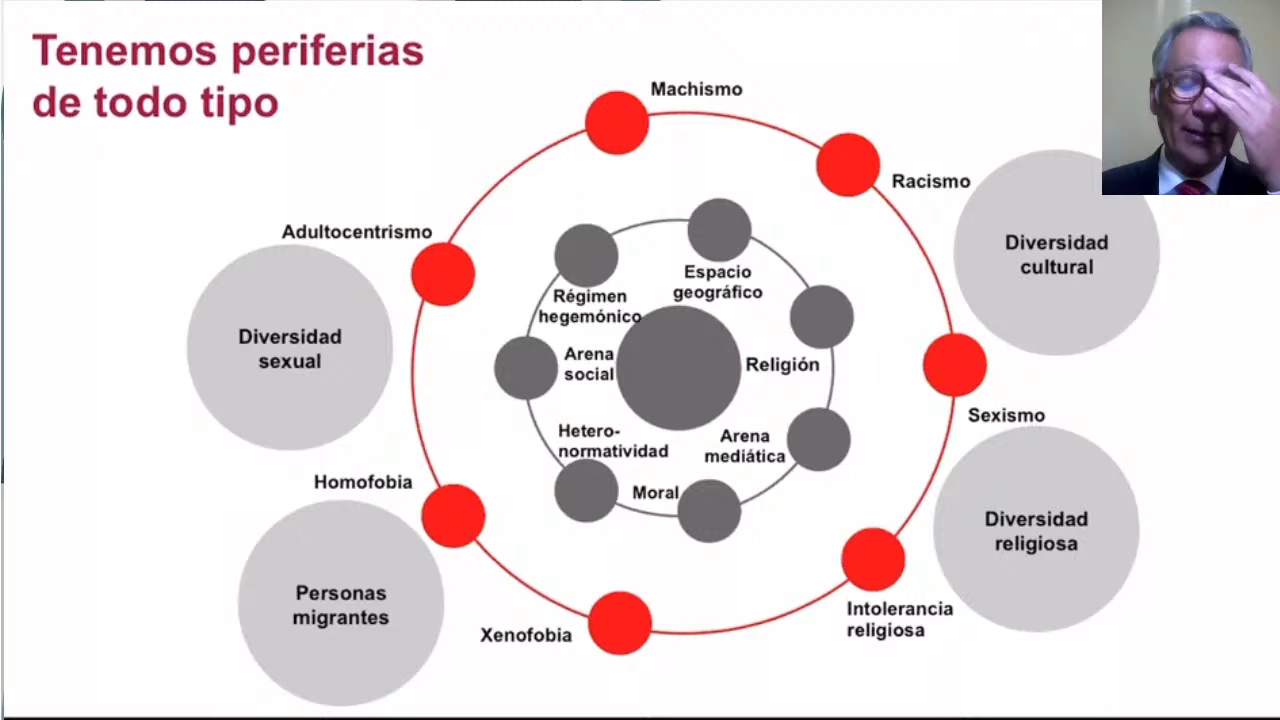 Tenemos periferias
de todo tipo
Machismo
Racismo
Adultocentrismo
Diversidad
cultural
Espacio
geográfico
Régimen
hegemónico
Diversidad
sexual
Arena
social
Religión
Sexismo
Hetero-
normatividad
Arena
mediática
Homofobia
Moral
Diversidad
religiosa
Personas
migrantes
Xenofobia
Intolerancia
religiosa